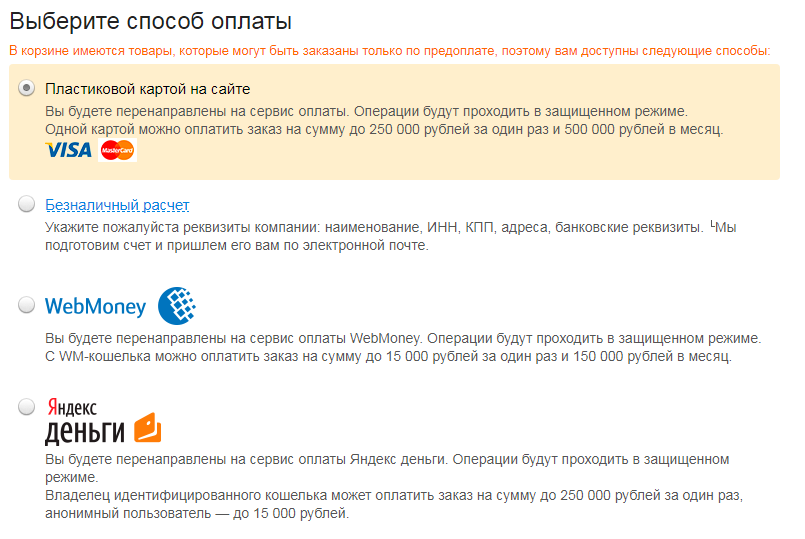 Выберите способ оплаты
В корзине имеются товары, которые могут быть заказаны только по предоплате, поэтому вам доступны следующие способы:
Пластиковой картой на сайте
Вы будете перенаправлены на сервис оплаты. Операции будут проходить в защищенном режиме.
Одной картой можно оплатить заказ на сумму до 250 000 рублей за один раз и 500 000 рублей в месяц.
VISA MasterCard
Безналичный расчет
Укажите пожалуйста реквизиты компании: наименование, ИНН, КПП, адреса, банковские реквизиты. └Мы
подготовим счет и пришлем его вам по электронной почте.
WebMoney
Вы будете перенаправлены на сервис оплаты WebMoney. Операции будут проходить в защищенном режиме.
С WM-кошелька можно оплатить заказ на сумму до 15 000 рублей за один раз и 150 000 рублей в месяц.
Яндекс
деньги
Вы будете перенаправлены на сервис оплаты Яндекс деньги. Операции будут проходить в защищенном
режиме.
Владелец идентифицированного кошелька может оплатить заказ на сумму до 250 000 рублей за один раз,
анонимный пользователь — до 15 000 рублей.